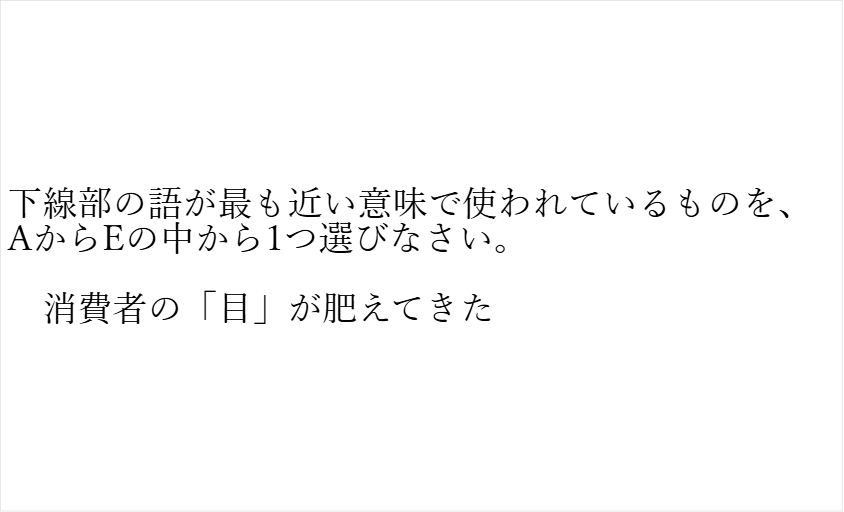 下線部の語が最も近い意味で使われているものを、
AからEの中から1つ選びなさい。
　消費者の「目」が肥えてきた